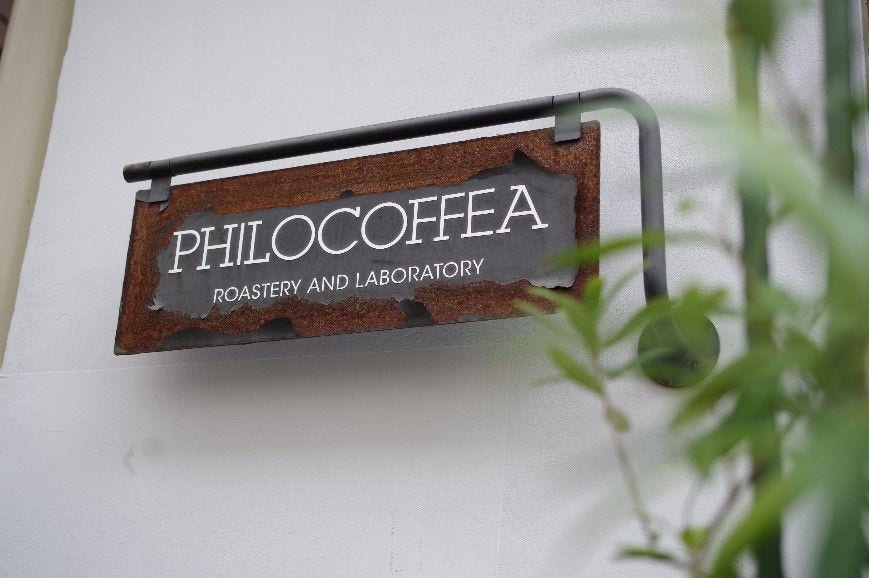 PHILOCOFFEA
ROASTERY AND LABORATORY